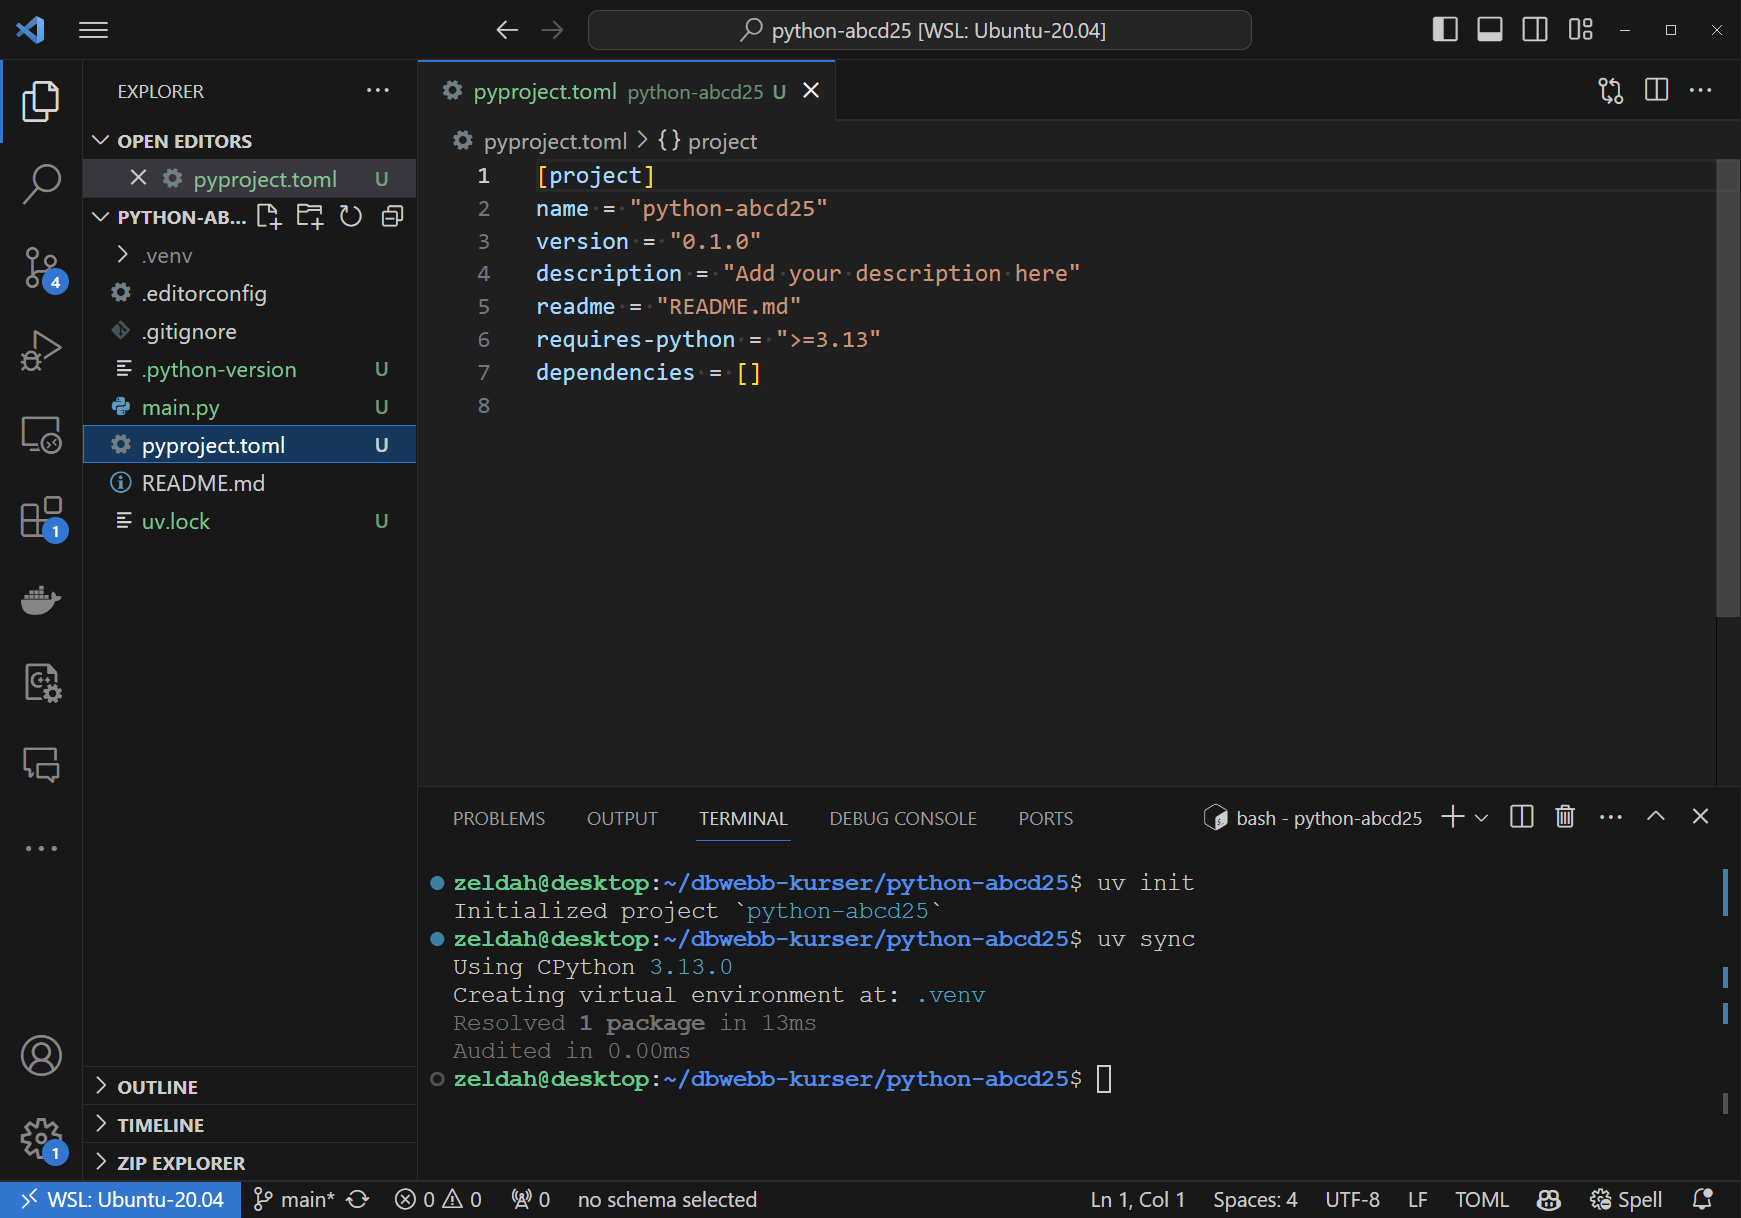 python-abcd25 [WSL: Ubuntu-20.04]
EXPLORER
OPEN EDITORS
pyproject.toml U
PYTHON-AB...
.venv
.editorconfig
.gitignore
.python-version U
main.py U
pyproject.toml U
README.md
uv.lock U
OUTLINE
TIMELINE
ZIP EXPLORER
4
1
1
pyproject.toml python-abcd25 U
pyproject.toml > {} project
1 [project]
2 name = "python-abcd25"
3 version = "0.1.0"
4 description = "Add your description here"
5 readme = "README.md"
6 requires-python = ">=3.13"
7 dependencies = []
8
PROBLEMS OUTPUT TERMINAL DEBUG CONSOLE PORTS bash - python-abcd25
zeldah@desktop:~/dbwebb-kurser/python-abcd25$ uv init
Initialized project `python-abcd25`
zeldah@desktop:~/dbwebb-kurser/python-abcd25$ uv sync
Using CPython 3.13.0
Creating virtual environment at: .venv
Resolved 1 package in 13ms
Audited in 0.00ms
zeldah@desktop:~/dbwebb-kurser/python-abcd25$
WSL: Ubuntu-20.04 main* 0 0 0 no schema selected Ln 1, Col 1 Spaces: 4 UTF-8 LF TOML Spell